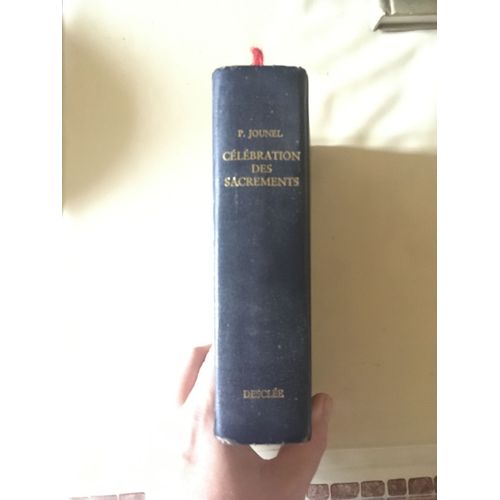 P. JOUNEL
CÉLÉBRATION
DES
SACREMENTS
DESCLÉE